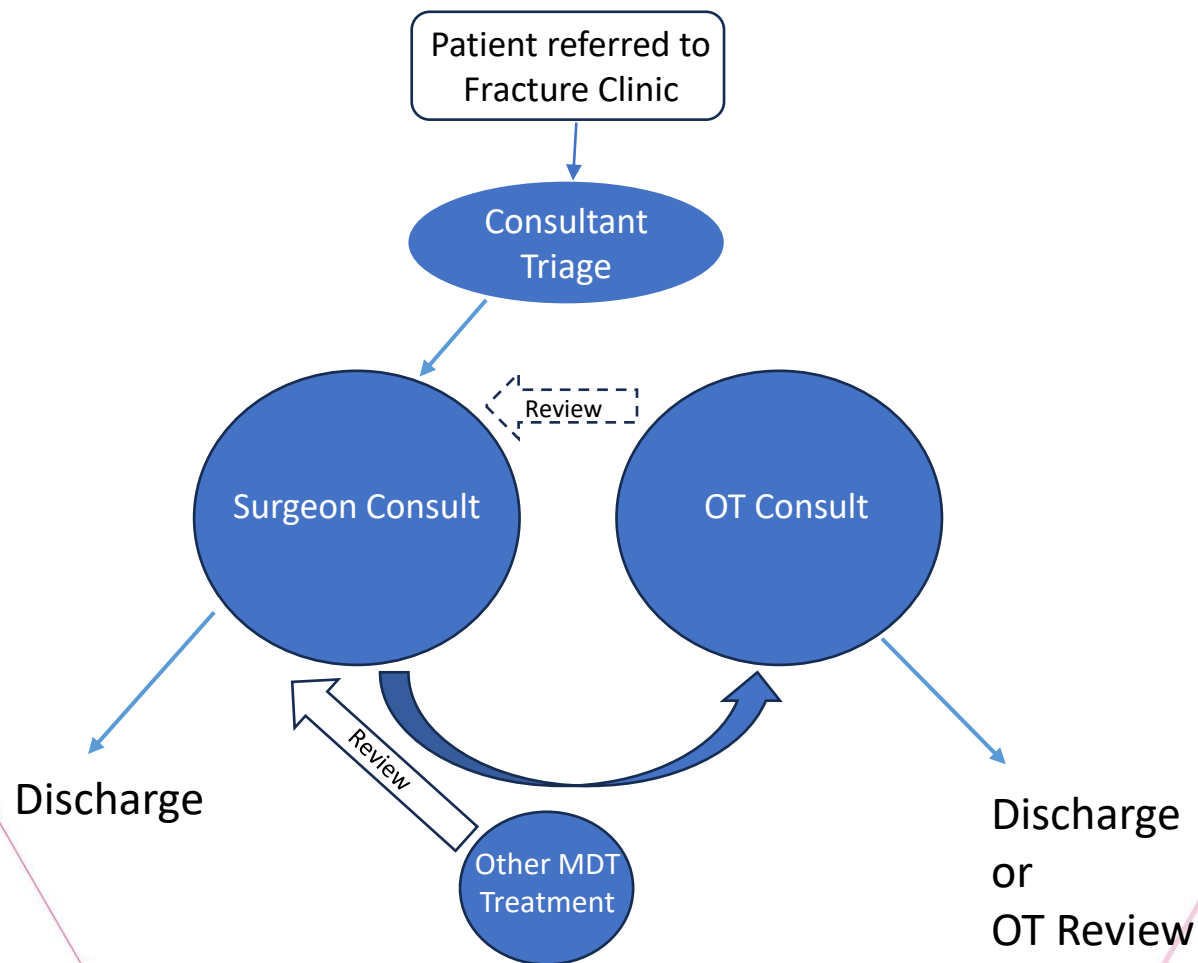 Patient referred to
Fracture Clinic
Consultant
Triage
Review
Surgeon Consult
OT Consult
Review
Discharge
Other MDT
Treatment
Discharge
or
OT Review